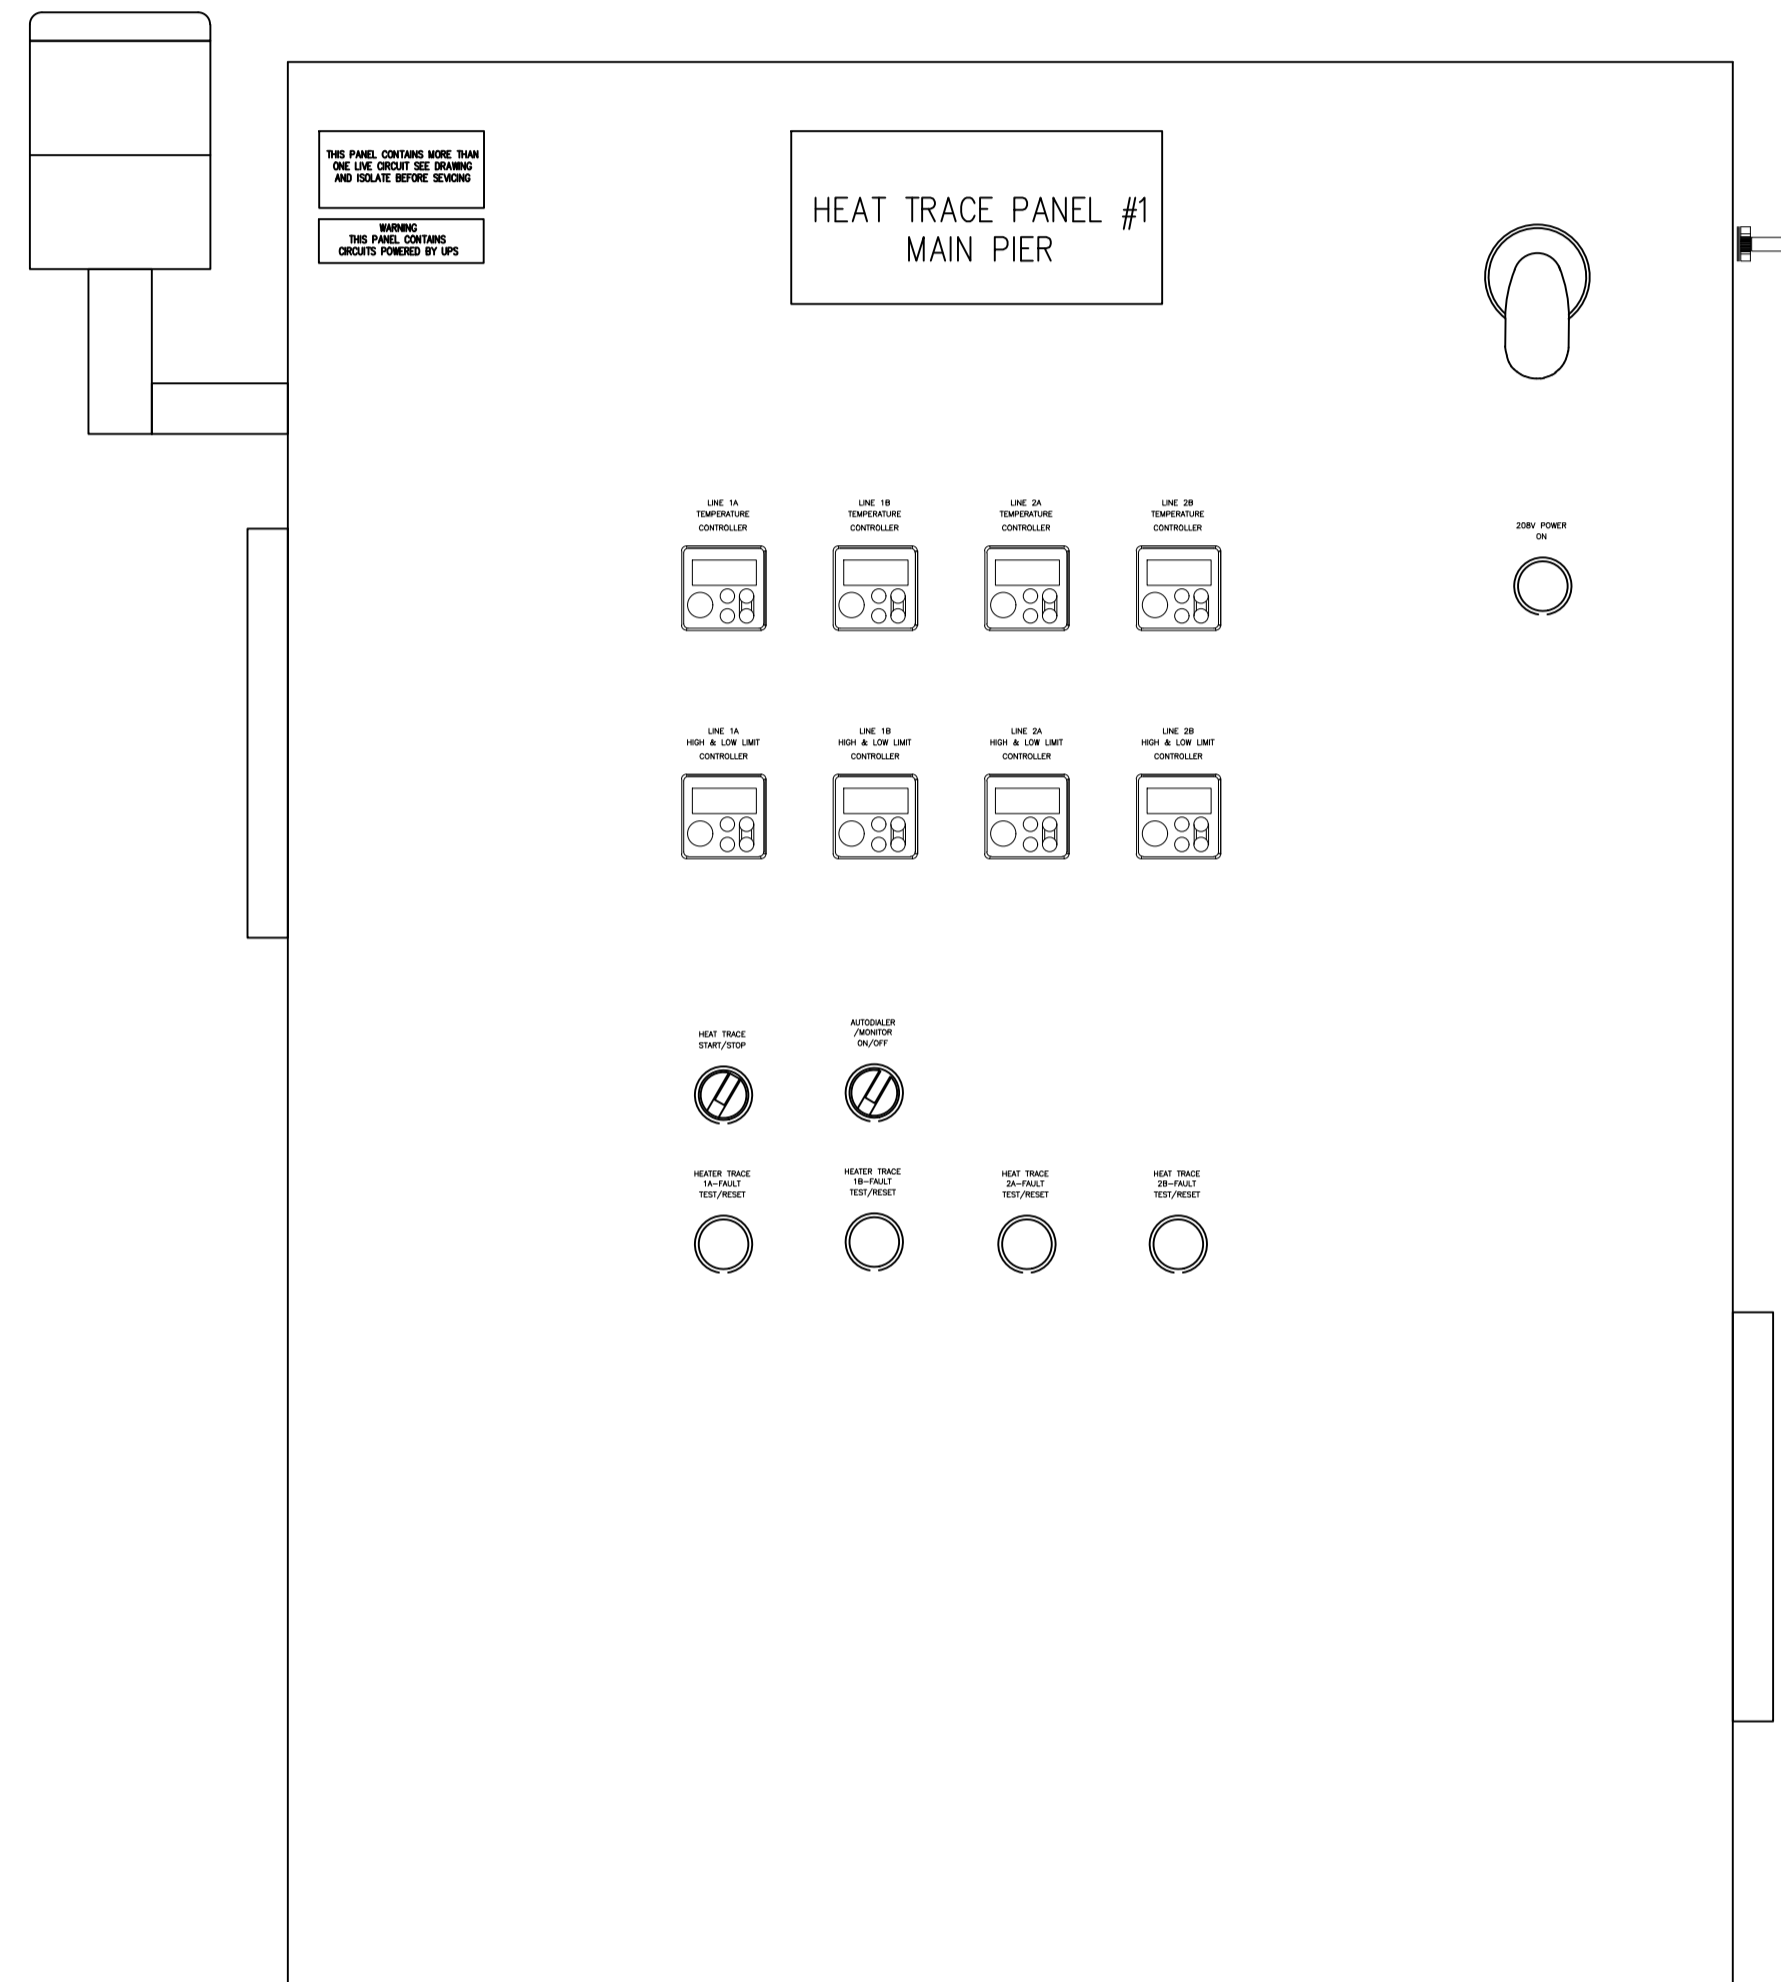 THIS PANEL CONTAINS MORE THAN
ONE LIVE CIRCUIT SEE DRAWING
AND ISOLATE BEFORE SEVICING
WARNING
THIS PANEL CONTAINS
CIRCUITS POWERED BY UPS
HEAT TRACE PANEL #1
MAIN PIER
LINE 1A
TEMPERATURE
CONTROLLER
LINE 1B
TEMPERATURE
CONTROLLER
LINE 2A
TEMPERATURE
CONTROLLER
LINE 2B
TEMPERATURE
CONTROLLER
208V POWER
ON
LINE 1A
HIGH & LOW LIMIT
CONTROLLER
LINE 1B
HIGH & LOW LIMIT
CONTROLLER
LINE 2A
HIGH & LOW LIMIT
CONTROLLER
LINE 2B
HIGH & LOW LIMIT
CONTROLLER
HEAT TRACE
START/STOP
AUTODIALER
/MONITOR
ON/OFF
HEATER TRACE
1A-FAULT
TEST/RESET
HEATER TRACE
1B-FAULT
TEST/RESET
HEAT TRACE
2A-FAULT
TEST/RESET
HEAT TRACE
2B-FAULT
TEST/RESET